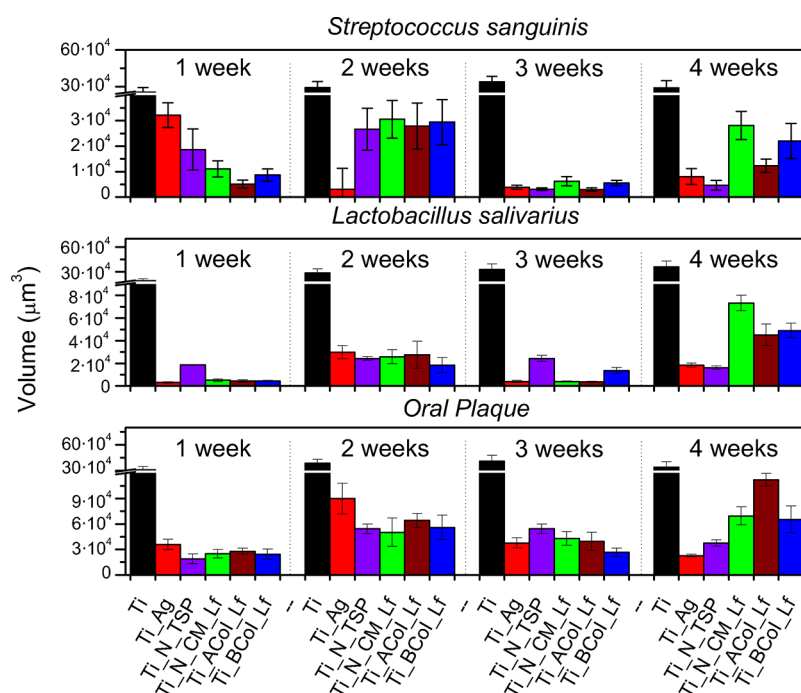 Streptococcus sanguinis
60·10⁴
30·10⁴
3·10⁴
1·10⁴
0
1 week
2 weeks
3 weeks
4 weeks
Lactobacillus salivarius
60·10⁴
30·10⁴
8·10⁴
6·10⁴
4·10⁴
2·10⁴
0
1 week
2 weeks
3 weeks
4 weeks
Volume (μm³)
Oral Plaque
60·10⁴
30·10⁴
9·10⁴
6·10⁴
3·10⁴
0
1 week
2 weeks
3 weeks
4 weeks
Ti
Ti_Ag
Ti_N_TSP
Ti_N_CM_Lf
Ti_ACol_Lf
Ti_BCol_Lf
--
Ti
Ti_Ag
Ti_N_TSP
Ti_N_CM_Lf
Ti_ACol_Lf
Ti_BCol_Lf
--
Ti
Ti_Ag
Ti_N_TSP
Ti_N_CM_Lf
Ti_ACol_Lf
Ti_BCol_Lf
--
Ti
Ti_Ag
Ti_N_TSP
Ti_N_CM_Lf
Ti_ACol_Lf
Ti_BCol_Lf